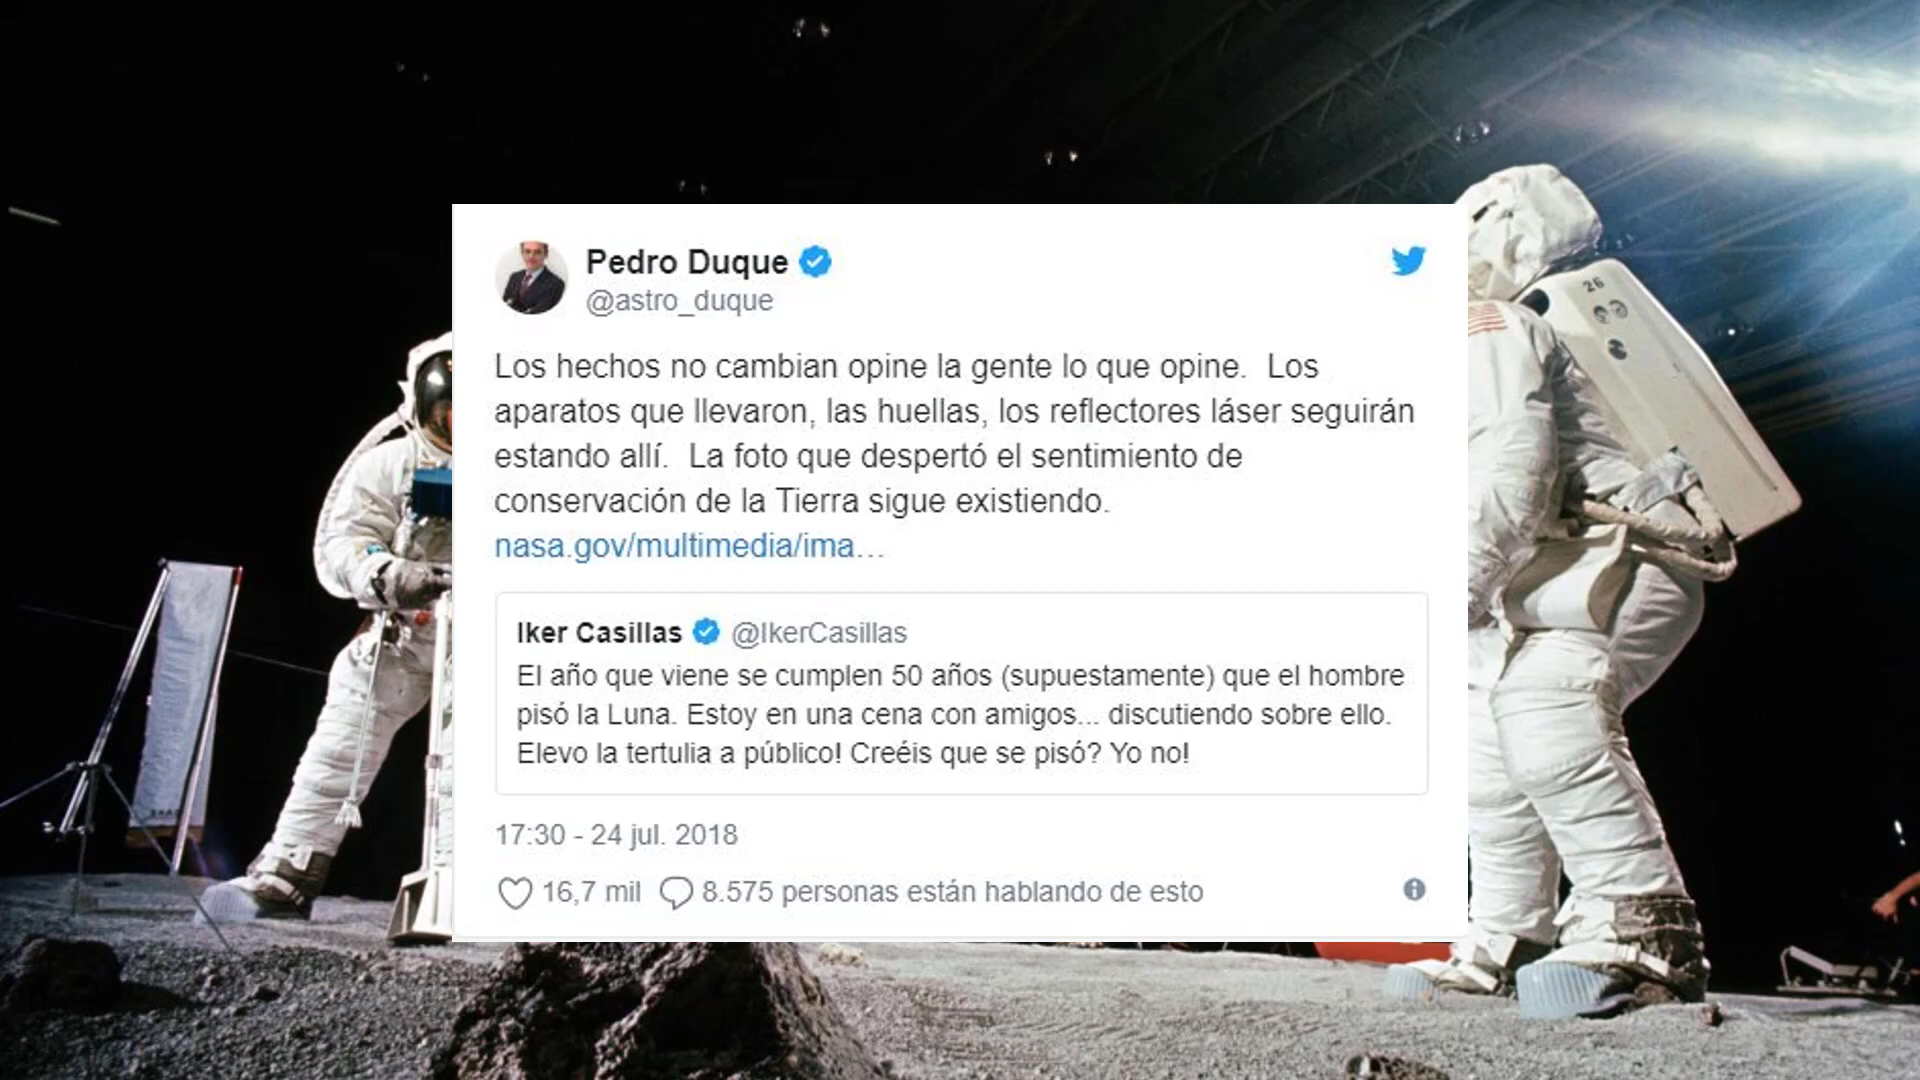 Pedro Duque
@astro_duque
Los hechos no cambian opine la gente lo que opine.  Los
aparatos que llevaron, las huellas, los reflectores láser seguirán
estando allí.  La foto que despertó el sentimiento de
conservación de la Tierra sigue existiendo.
nasa.gov/multimedia/ima…
Iker Casillas @IkerCasillas
El año que viene se cumplen 50 años (supuestamente) que el hombre
pisó la Luna. Estoy en una cena con amigos... discutiendo sobre ello.
Elevo la tertulia a público! Creéis que se pisó? Yo no!
17:30 - 24 jul. 2018
16,7 mil 8.575 personas están hablando de esto
26